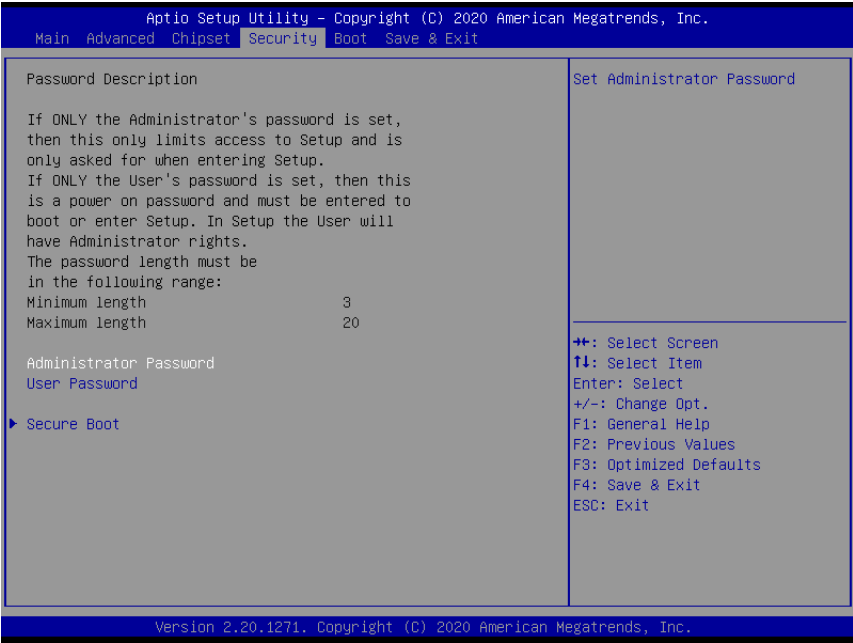 Aptio Setup Utility – Copyright (C) 2020 American Megatrends, Inc.
Main Advanced Chipset Security Boot Save & Exit
Password Description
If ONLY the Administrator's password is set,
then this only limits access to Setup and is
only asked for when entering Setup.
If ONLY the User's password is set, then this
is a power on password and must be entered to
boot or enter Setup. In Setup the User will
have Administrator rights.
The password length must be
in the following range:
Minimum length 3
Maximum length 20
Administrator Password
User Password
Secure Boot
Set Administrator Password
→←: Select Screen
↑↓: Select Item
Enter: Select
+/-: Change Opt.
F1: General Help
F2: Previous Values
F3: Optimized Defaults
F4: Save & Exit
ESC: Exit
Version 2.20.1271. Copyright (C) 2020 American Megatrends, Inc.